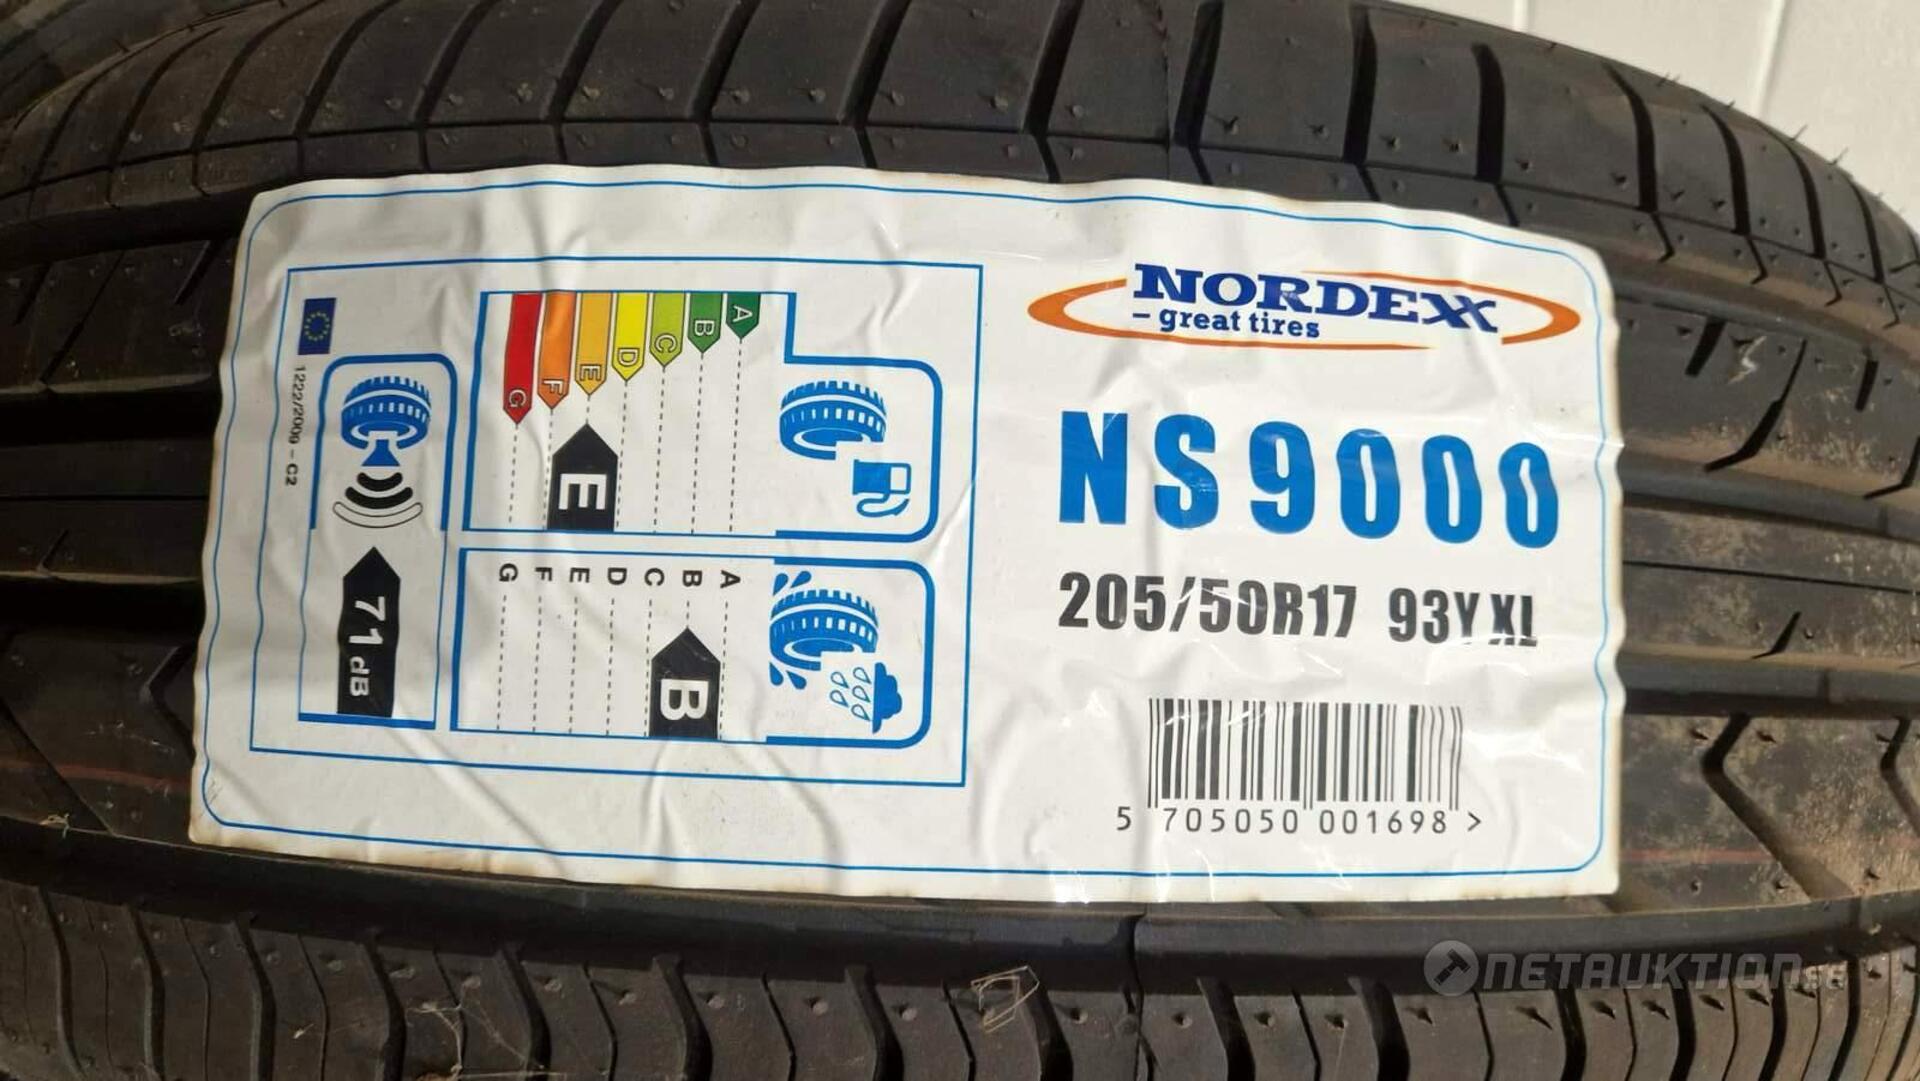 NORDEXX
- great tires
NS9000
205/50R17 93Y XL
5 705050 001698 >
A
B
C
D
E
F
G
E
A
B
C
D
E
F
G
B
71 dB
1222/2009 - C2
NETAUKTION.SE